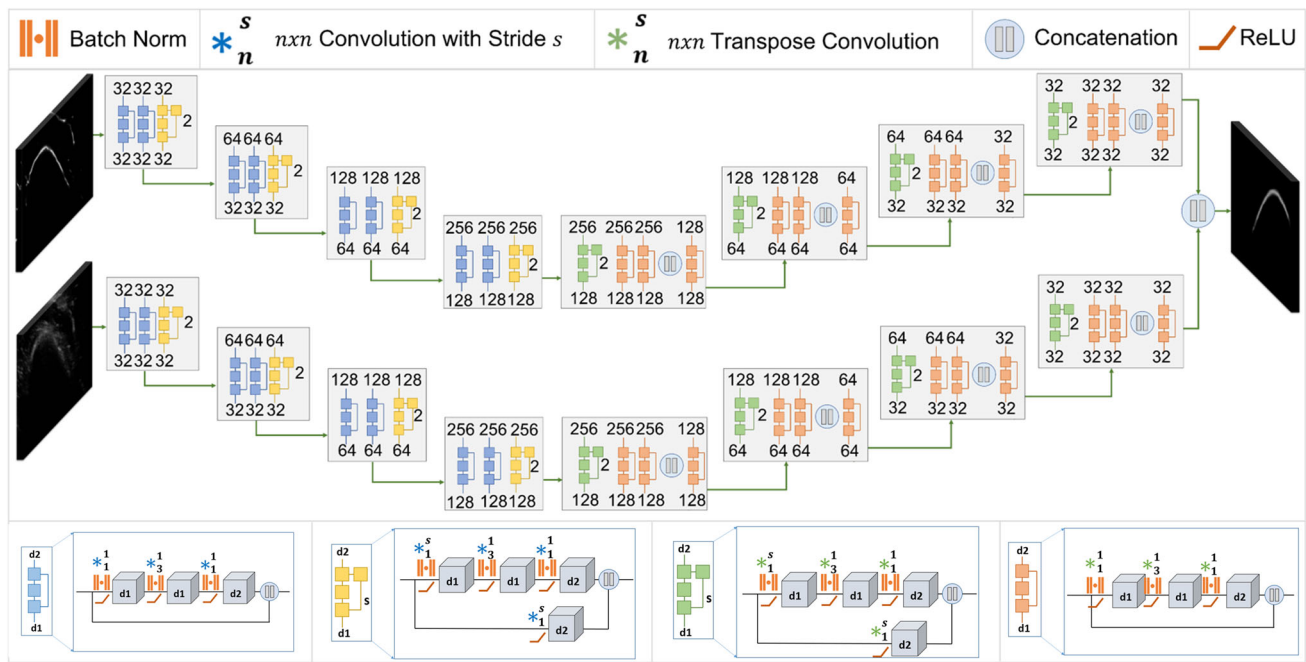 Batch Norm
s
* n nxn Convolution with Stride s
s
* n nxn Transpose Convolution
Concatenation
ReLU
32 32 32
2
32 32 32
64 64 64
2
32 32 32
128 128 128
2
64 64 64
256 256 256
2
128 128 128
256 256 256 128
2
128 128 128 128
128 128 128 64
2
64 64 64 64
64 64 64 32
2
32 32 32 32
32 32 32 32
2
32 32 32 32
32 32 32
2
32 32 32
64 64 64
2
32 32 32
128 128 128
2
64 64 64
256 256 256
2
128 128 128
256 256 256 128
2
128 128 128 128
128 128 128 64
2
64 64 64 64
64 64 64 32
2
32 32 32 32
32 32 32 32
2
32 32 32 32
d2
d1
* 1 1 * 1 3 * 1 1
d1 d1 d2
d2
s
d1
* s 1 * 1 3 * 1 1
d1 d1 d2
* s 1
d2
d2
s
d1
* s 1 * 1 3 * 1 1
d1 d1 d2
* s 1
d2
d2
d1
* 1 1 * 1 3 * 1 1
d1 d1 d2